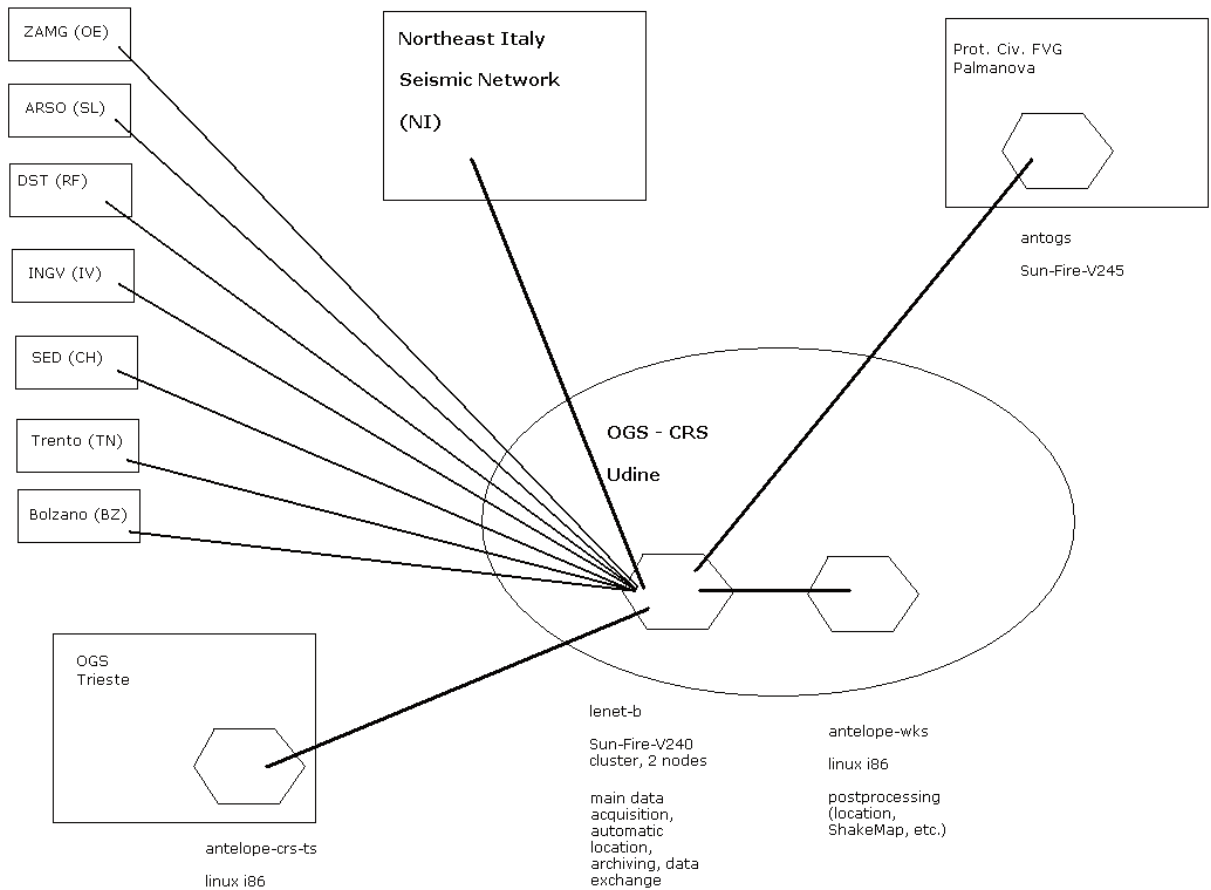 ZAMG (OE)
ARSO (SL)
DST (RF)
INGV (IV)
SED (CH)
Trento (TN)
Bolzano (BZ)
Northeast Italy
Seismic Network
(NI)
Prot. Civ. FVG
Palmanova
antogs
Sun-Fire-V245
OGS - CRS
Udine
OGS
Trieste
antelope-crs-ts
linux i86
lenet-b
Sun-Fire-V240
cluster, 2 nodes
main data
acquisition,
automatic
location,
archiving, data
exchange
antelope-wks
linux i86
postprocessing
(location,
ShakeMap, etc.)